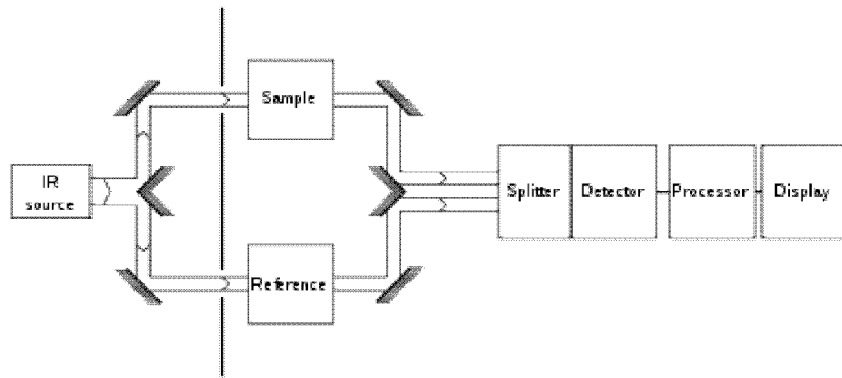 Sample
IR
source
Splitter
Detector
Processor
Display
Reference